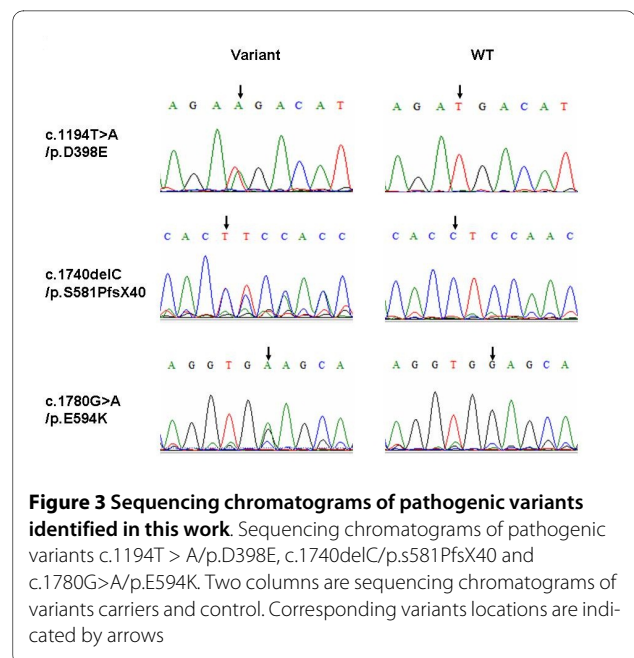 Variant WT
A G A A G A C A T A G A T G A C A T
c.1194T>A
/p.D398E
C A C T T C C A C C C A C C T C C A A C
c.1740delC
/p.S581PfsX40
A G G T G A A G C A A G G T G G A G C A
c.1780G>A
/p.E594K
Figure 3 Sequencing chromatograms of pathogenic variants
identified in this work. Sequencing chromatograms of pathogenic
variants c.1194T > A/p.D398E, c.1740delC/p.s581PfsX40 and
c.1780G>A/p.E594K. Two columns are sequencing chromatograms of
variants carriers and control. Corresponding variants locations are indi-
cated by arrows